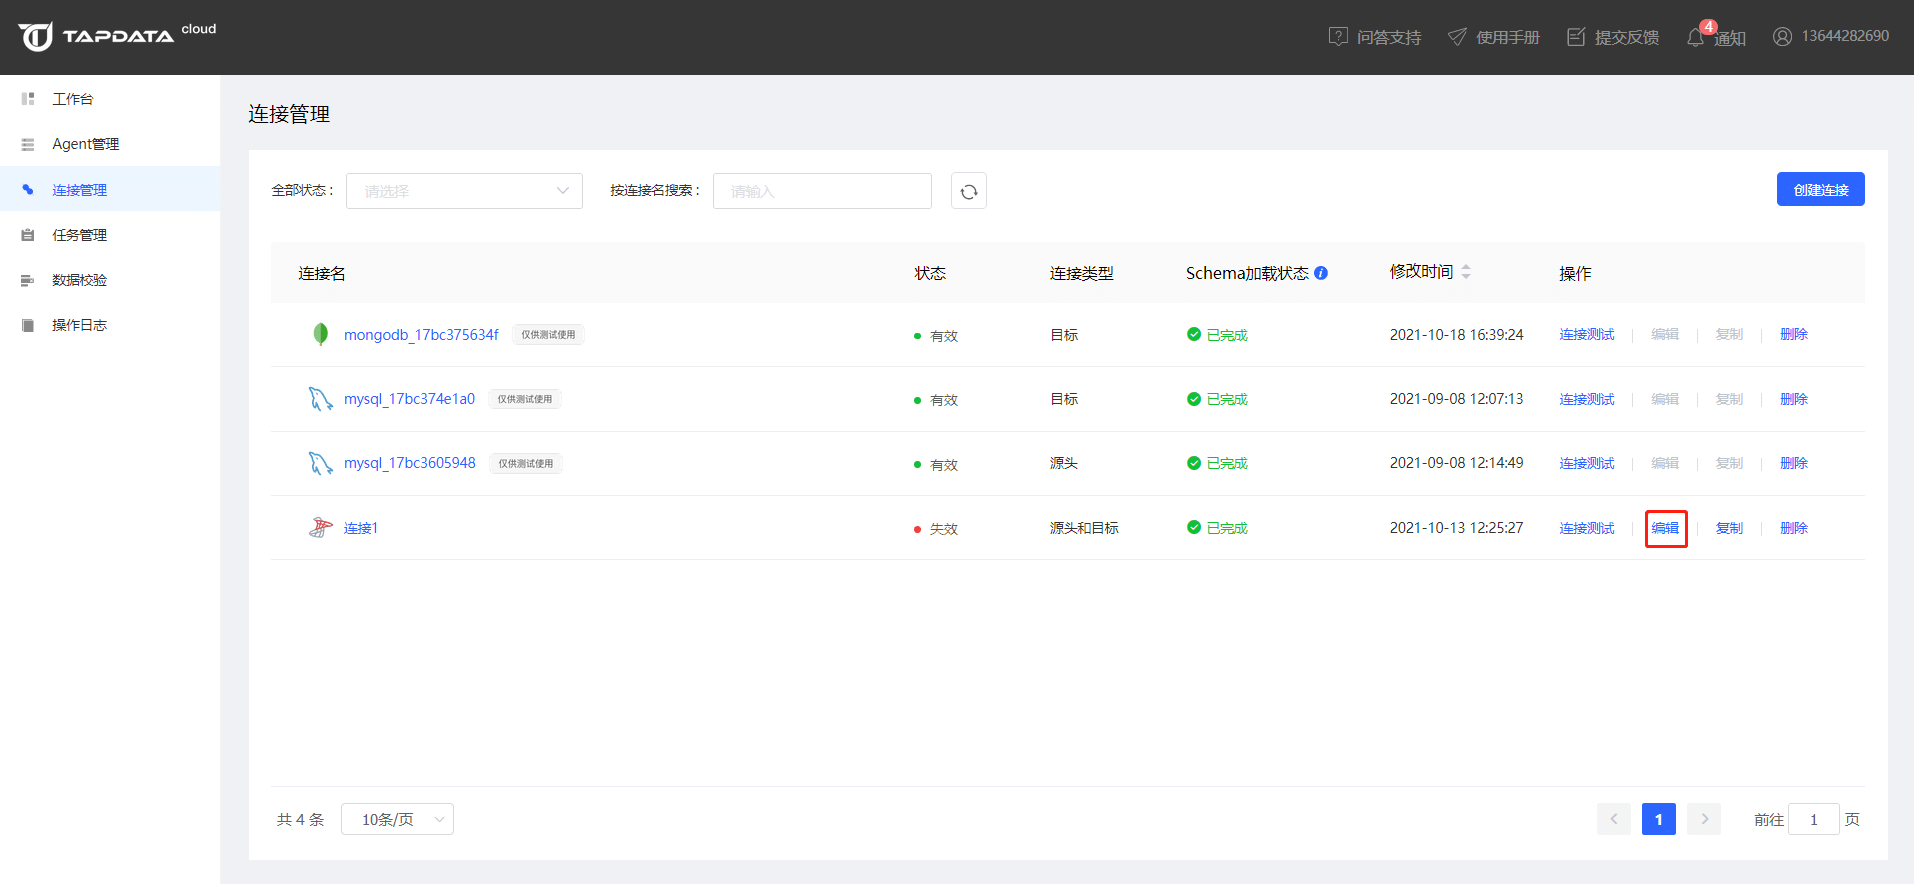 TAPDATA cloud
问答支持 使用手册 提交反馈 4 通知 13644282690
工作台
Agent管理
连接管理
任务管理
数据校验
操作日志
连接管理
全部状态： 请选择 按连接名搜索： 请输入 创建连接
连接名 状态 连接类型 Schema加载状态 修改时间 操作
mongodb_17bc375634f 仅供测试使用 有效 目标 已完成 2021-10-18 16:39:24 连接测试 编辑 复制 删除
mysql_17bc374e1a0 仅供测试使用 有效 目标 已完成 2021-09-08 12:07:13 连接测试 编辑 复制 删除
mysql_17bc3605948 仅供测试使用 有效 源头 已完成 2021-09-08 12:14:49 连接测试 编辑 复制 删除
连接1 失效 源头和目标 已完成 2021-10-13 12:25:27 连接测试 编辑 复制 删除
共 4 条 10条/页 1 前往 1 页